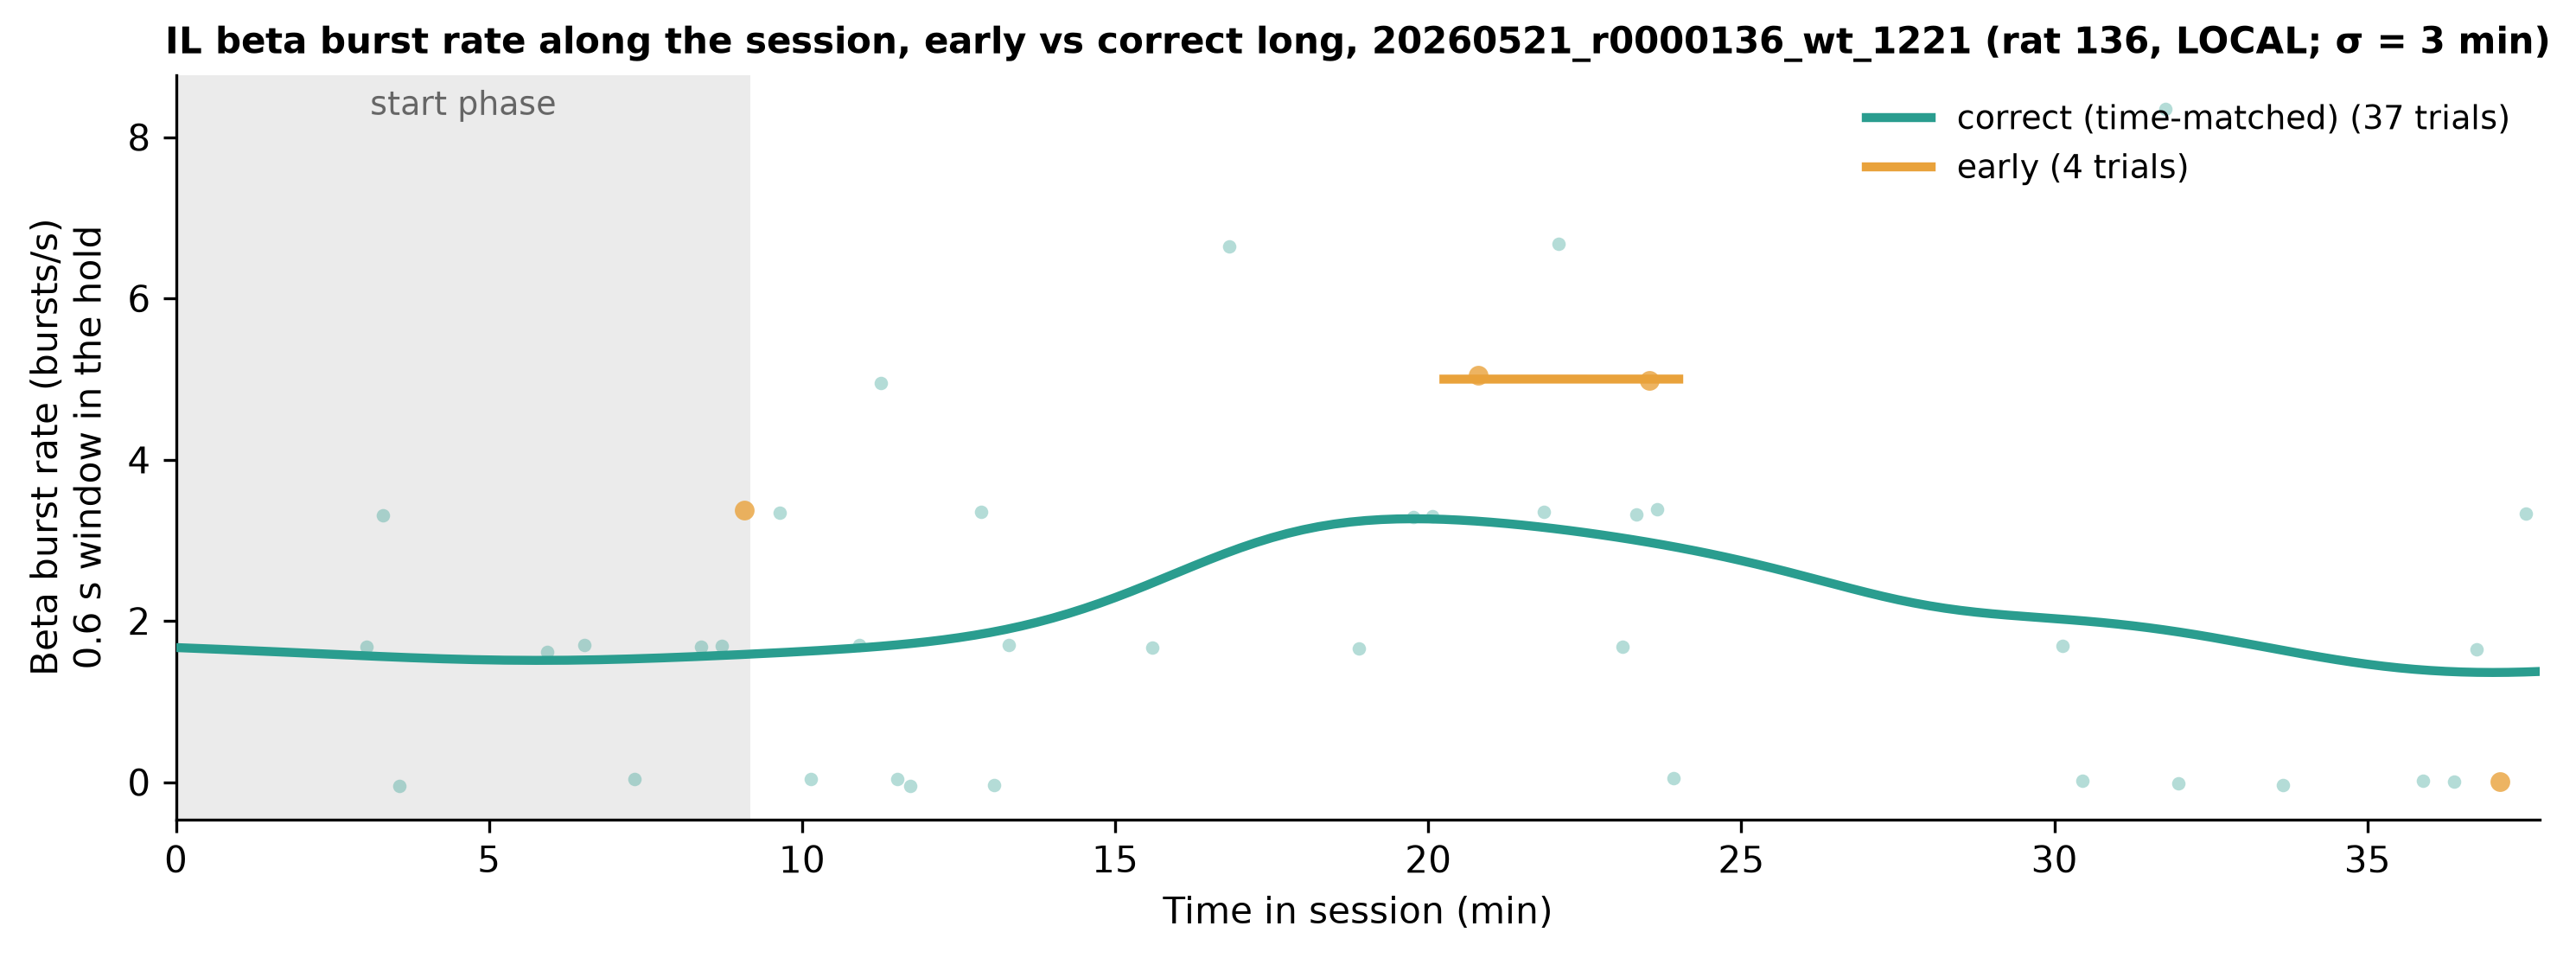 IL beta burst rate along the session, early vs correct long, 20260521_r0000136_wt_1221 (rat 136, LOCAL; σ = 3 min)
start phase
correct (time-matched) (37 trials)
early (4 trials)
Beta burst rate (bursts/s)
0.6 s window in the hold
8
6
4
2
0
0 5 10 15 20 25 30 35
Time in session (min)